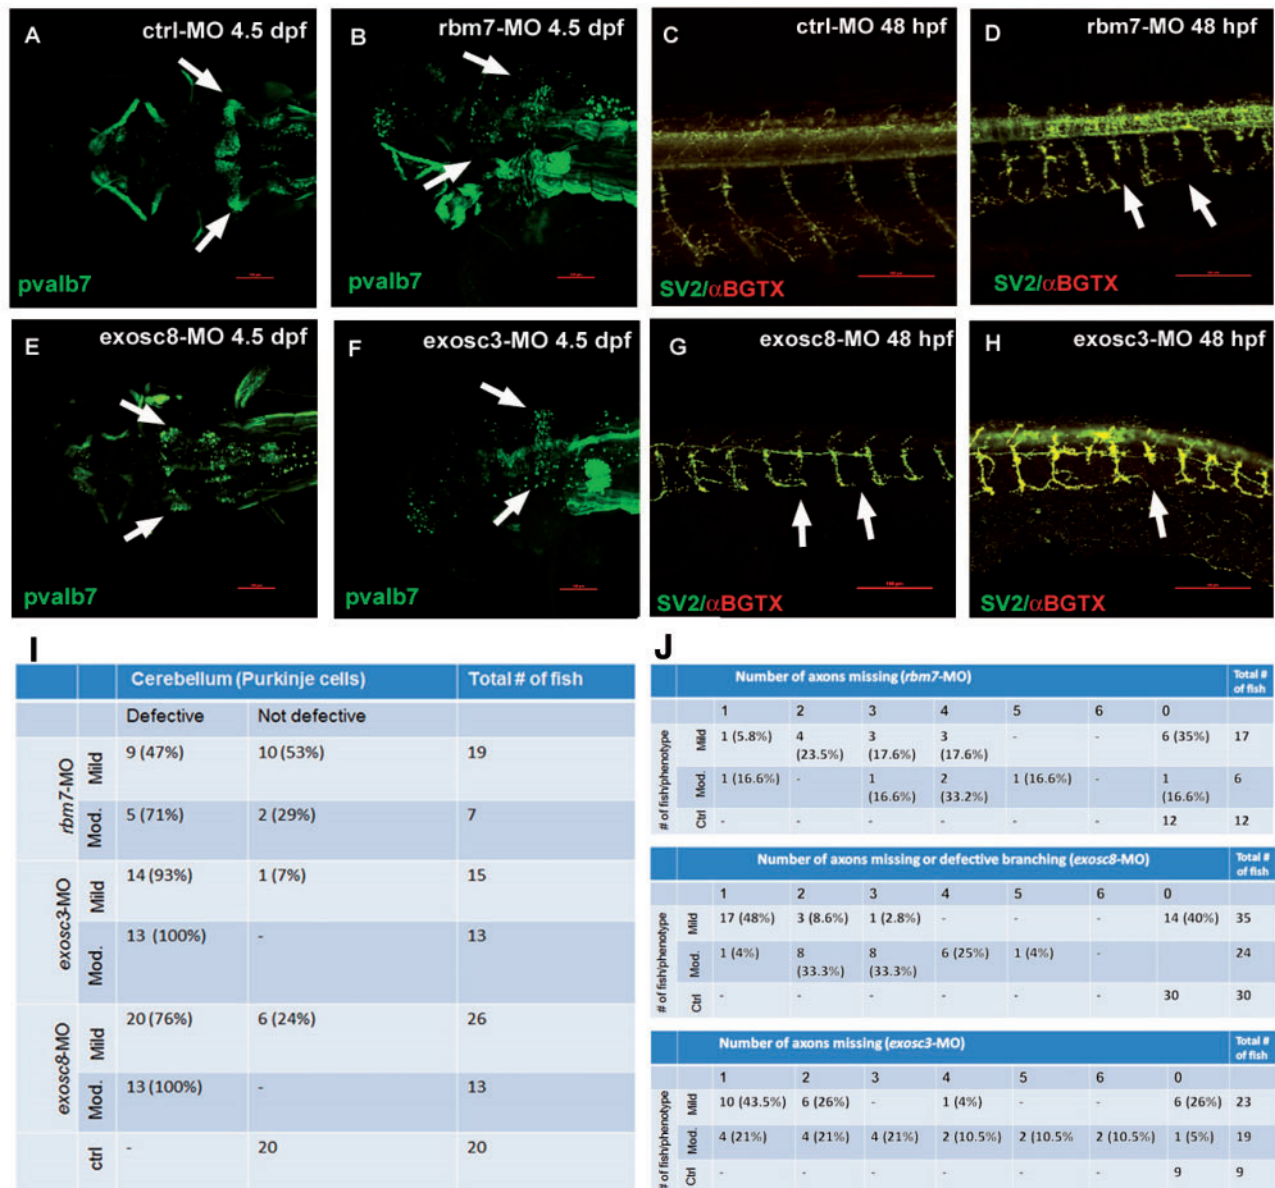 A ctrl-MO 4.5 dpf
pvalb7
B rbm7-MO 4.5 dpf
pvalb7
C ctrl-MO 48 hpf
SV2/αBGTX
D rbm7-MO 48 hpf
SV2/αBGTX
E exosc8-MO 4.5 dpf
pvalb7
F exosc3-MO 4.5 dpf
pvalb7
G exosc8-MO 48 hpf
SV2/αBGTX
H exosc3-MO 48 hpf
SV2/αBGTX
I
Cerebellum (Purkinje cells) Total # of fish
Defective Not defective
rbm7-MO
Mild 9 (47%) 10 (53%) 19
Mod. 5 (71%) 2 (29%) 7
exosc3-MO
Mild 14 (93%) 1 (7%) 15
Mod. 13 (100%) - 13
exosc8-MO
Mild 20 (76%) 6 (24%) 26
Mod. 13 (100%) - 13
ctrl - 20 20
J
Number of axons missing (rbm7-MO) Total # of fish
# of fish/phenotype
1 2 3 4 5 6 0
Mild 1 (5.8%) 4 (23.5%) 3 (17.6%) 3 (17.6%) - - 6 (35%) 17
Mod. 1 (16.6%) - 1 (16.6%) 2 (33.2%) 1 (16.6%) - 1 (16.6%) 6
Ctrl - - - - - - 12 12
Number of axons missing or defective branching (exosc8-MO) Total # of fish
# of fish/phenotype
1 2 3 4 5 6 0
Mild 17 (48%) 3 (8.6%) 1 (2.8%) - - - 14 (40%) 35
Mod. 1 (4%) 8 (33.3%) 8 (33.3%) 6 (25%) 1 (4%) - 24
Ctrl - - - - - - 30 30
Number of axons missing (exosc3-MO) Total # of fish
# of fish/phenotype
1 2 3 4 5 6 0
Mild 10 (43.5%) 6 (26%) - 1 (4%) - - 6 (26%) 23
Mod. 4 (21%) 4 (21%) 4 (21%) 2 (10.5%) 2 (10.5% 2 (10.5%) 1 (5%) 19
Ctrl - - - - - - 9 9